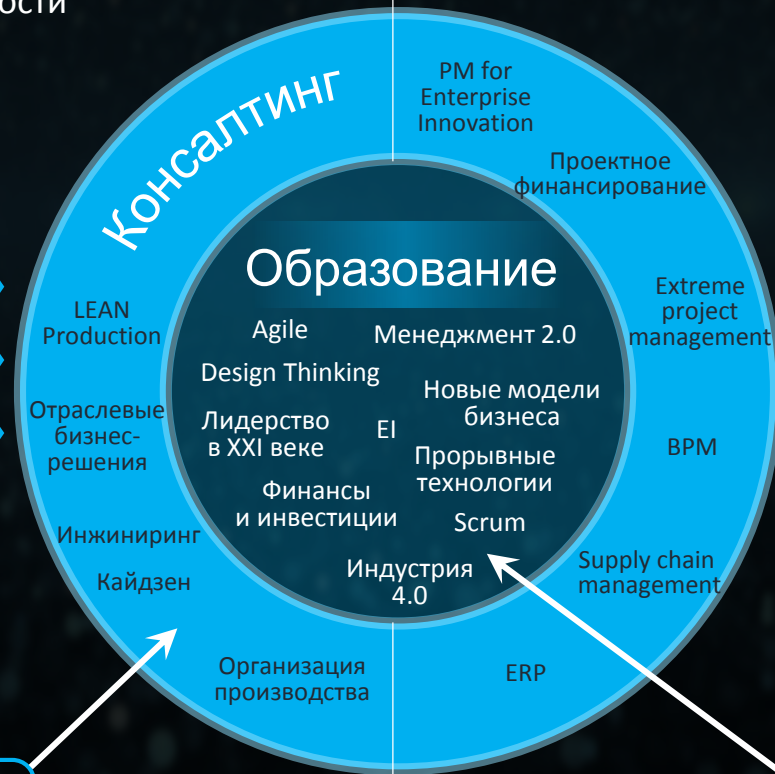 ости
Консалтинг
PM for
Enterprise
Innovation
Проектное
финансирование
Образование
LEAN
Production
Agile
Менеджмент 2.0
Extreme
project
management
Design Thinking
Новые модели
бизнеса
Отраслевые
бизнес-
решения
Лидерство
в XXI веке
EI
BPM
Прорывные
технологии
Финансы
и инвестиции
Scrum
Инжиниринг
Кайдзен
Индустрия
4.0
Supply chain
management
Организация
производства
ERP